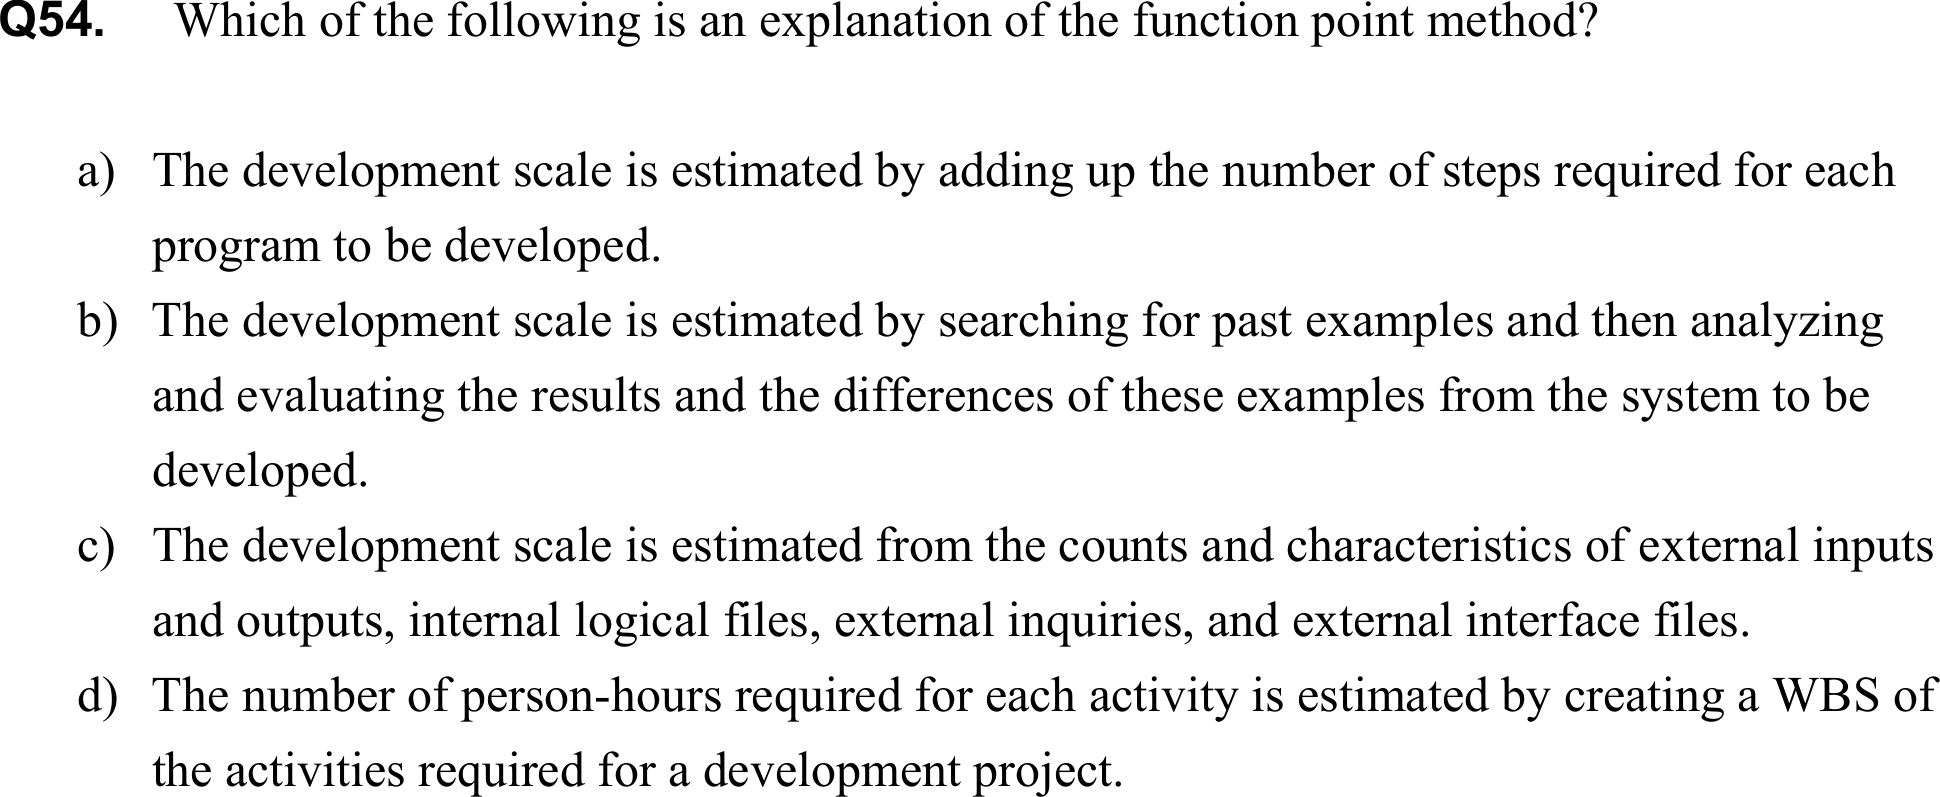 Q54. Which of the following is an explanation of the function point method?
a) The development scale is estimated by adding up the number of steps required for each
program to be developed.
b) The development scale is estimated by searching for past examples and then analyzing
and evaluating the results and the differences of these examples from the system to be
developed.
c) The development scale is estimated from the counts and characteristics of external inputs
and outputs, internal logical files, external inquiries, and external interface files.
d) The number of person-hours required for each activity is estimated by creating a WBS of
the activities required for a development project.